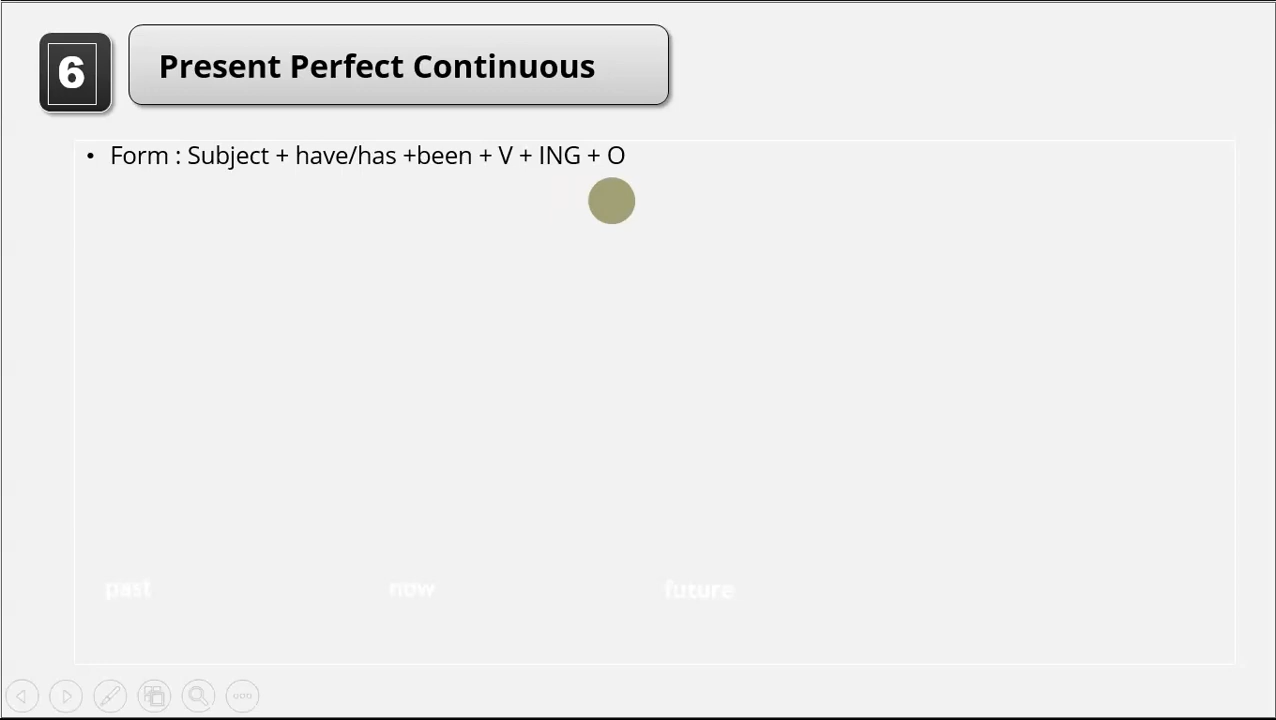 6
Present Perfect Continuous
• Form : Subject + have/has +been + V + ING + O
past now future